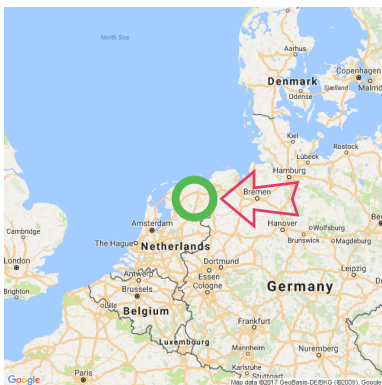 North Sea
Aarhus
Denmark
Copenhagen
Odense
Sjælland
Malmö
Kiel
Rostock
Lübeck
Hamburg
Bremen
Amsterdam
Hanover
Wolfsburg
Cambridge
The Hague
Netherlands
Brunswick
Magdeburg
London
Dortmund
Antwerp
Essen
Leipzig
Brighton
Brussels
Cologne
Germany
Lille
Belgium
Frankfurt
Luxembourg
Mannheim
Nuremberg
Paris
Karlsruhe
Stuttgart
Google
Map data ©2017 GeoBasis-DE/BKG (©2009), Google